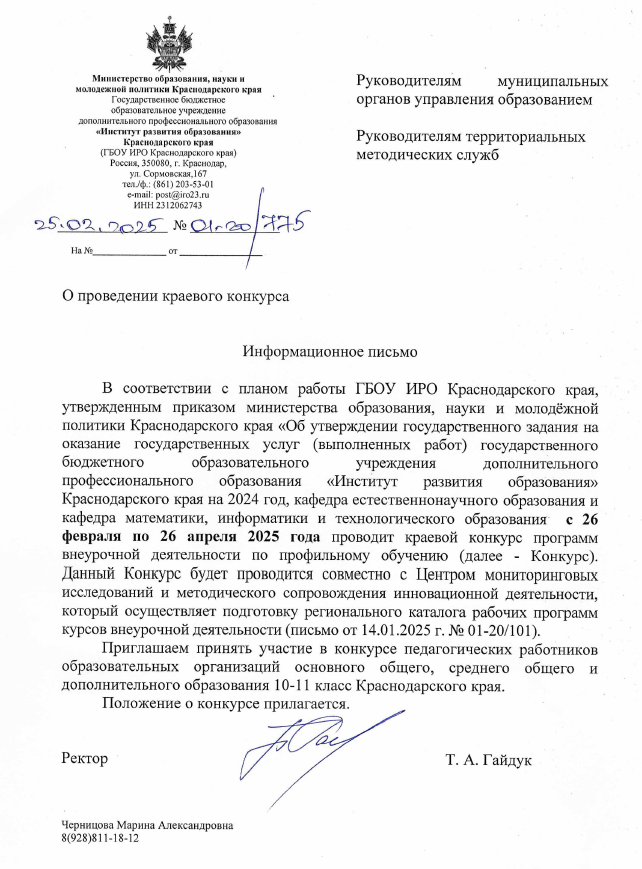 Министерство образования, науки и
молодежной политики Краснодарского края
Государственное бюджетное
образовательное учреждение
дополнительного профессионального образования
«Институт развития образования»
Краснодарского края
(ГБОУ ИРО Краснодарского края)
Россия, 350080, г. Краснодар,
ул. Сормовская,167
тел./ф.: (861) 203-53-01
e-mail: post@iro23.ru
ИНН 2312062743
25.02.2025 № 01-20/775
На №_______________ от _________________
Руководителям муниципальных
органов управления образованием
Руководителям территориальных
методических служб
О проведении краевого конкурса
Информационное письмо
В соответствии с планом работы ГБОУ ИРО Краснодарского края,
утвержденным приказом министерства образования, науки и молодёжной
политики Краснодарского края «Об утверждении государственного задания на
оказание государственных услуг (выполненных работ) государственного
бюджетного образовательного учреждения дополнительного
профессионального образования «Институт развития образования»
Краснодарского края на 2024 год, кафедра естественнонаучного образования и
кафедра математики, информатики и технологического образования с 26
февраля по 26 апреля 2025 года проводит краевой конкурс программ
внеурочной деятельности по профильному обучению (далее - Конкурс).
Данный Конкурс будет проводится совместно с Центром мониторинговых
исследований и методического сопровождения инновационной деятельности,
который осуществляет подготовку регионального каталога рабочих программ
курсов внеурочной деятельности (письмо от 14.01.2025 г. № 01-20/101).
Приглашаем принять участие в конкурсе педагогических работников
образовательных организаций основного общего, среднего общего и
дополнительного образования 10-11 класс Краснодарского края.
Положение о конкурсе прилагается.
Ректор
Т. А. Гайдук
Черницова Марина Александровна
8(928)811-18-12